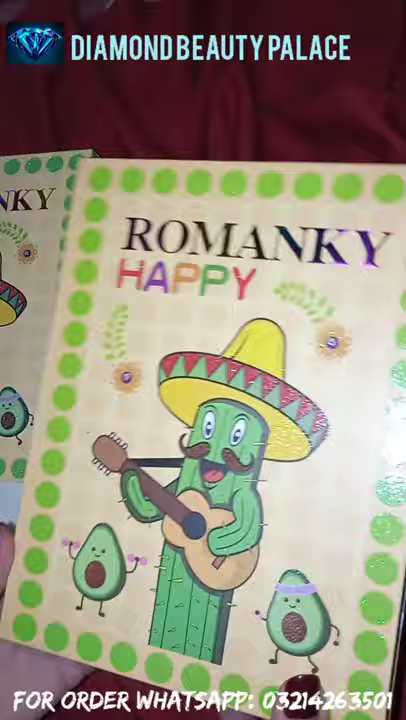 DIAMOND BEAUTY PALACE
NKY
ROMANKY
HAPPY
FOR ORDER WHATSAPP: 03214263501